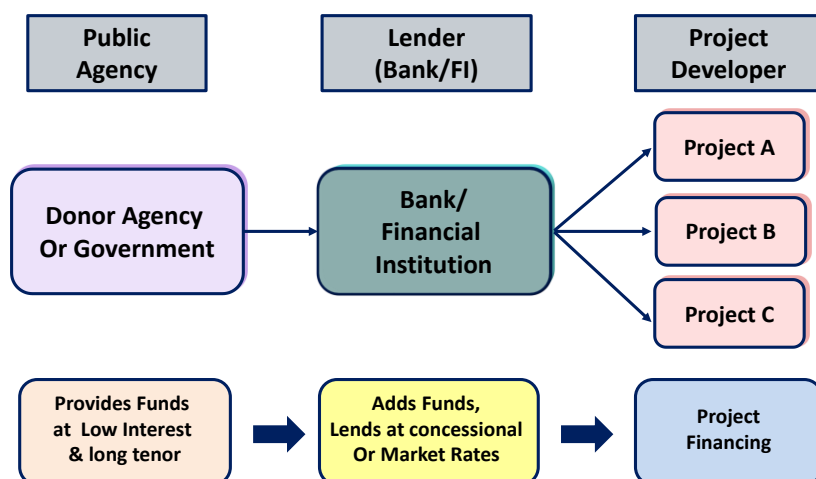 Public
Agency
Lender
(Bank/FI)
Project
Developer
Donor Agency
Or Government
Bank/
Financial
Institution
Project A
Project B
Project C
Provides Funds
at Low Interest
& long tenor
Adds Funds,
Lends at concessional
Or Market Rates
Project
Financing